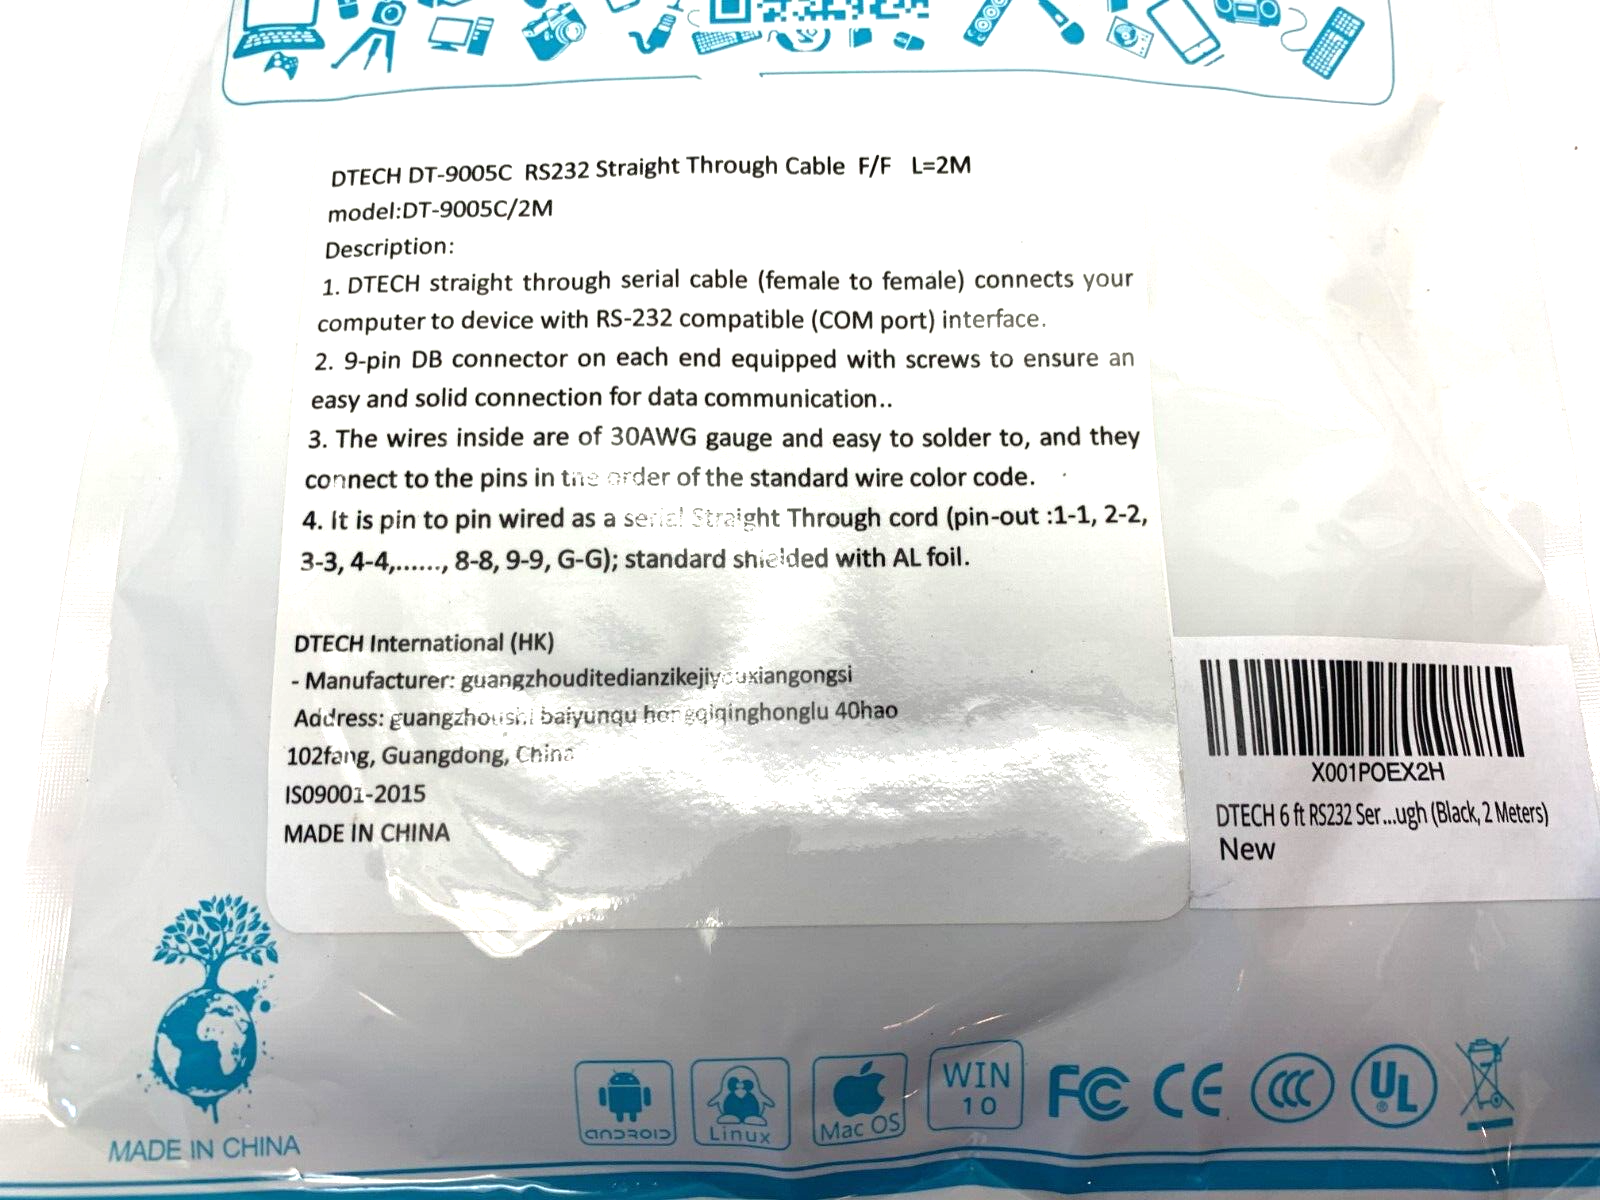 DTECH DT-9005C RS232 Straight Through Cable F/F L=2M
model:DT-9005C/2M
Description:
1. DTECH straight through serial cable (female to female) connects your
computer to device with RS-232 compatible (COM port) interface.
2. 9-pin DB connector on each end equipped with screws to ensure an
easy and solid connection for data communication..
3. The wires inside are of 30AWG gauge and easy to solder to, and they
connect to the pins in the order of the standard wire color code.
4. It is pin to pin wired as a serial Straight Through cord (pin-out :1-1, 2-2,
3-3, 4-4,......, 8-8, 9-9, G-G); standard shielded with AL foil.
DTECH International (HK)
- Manufacturer: guangzhouditedianzikejiyouxiangongsi
Address: guangzhoushi baiyunqu hongqiqinghonglu 40hao
102fang, Guangdong, China
IS09001-2015
MADE IN CHINA
X001POEX2H
DTECH 6 ft RS232 Ser...ugh (Black, 2 Meters)
New
MADE IN CHINA
ANDROID
Linux
Mac OS
WIN
10
FC
CE
CCC
UL